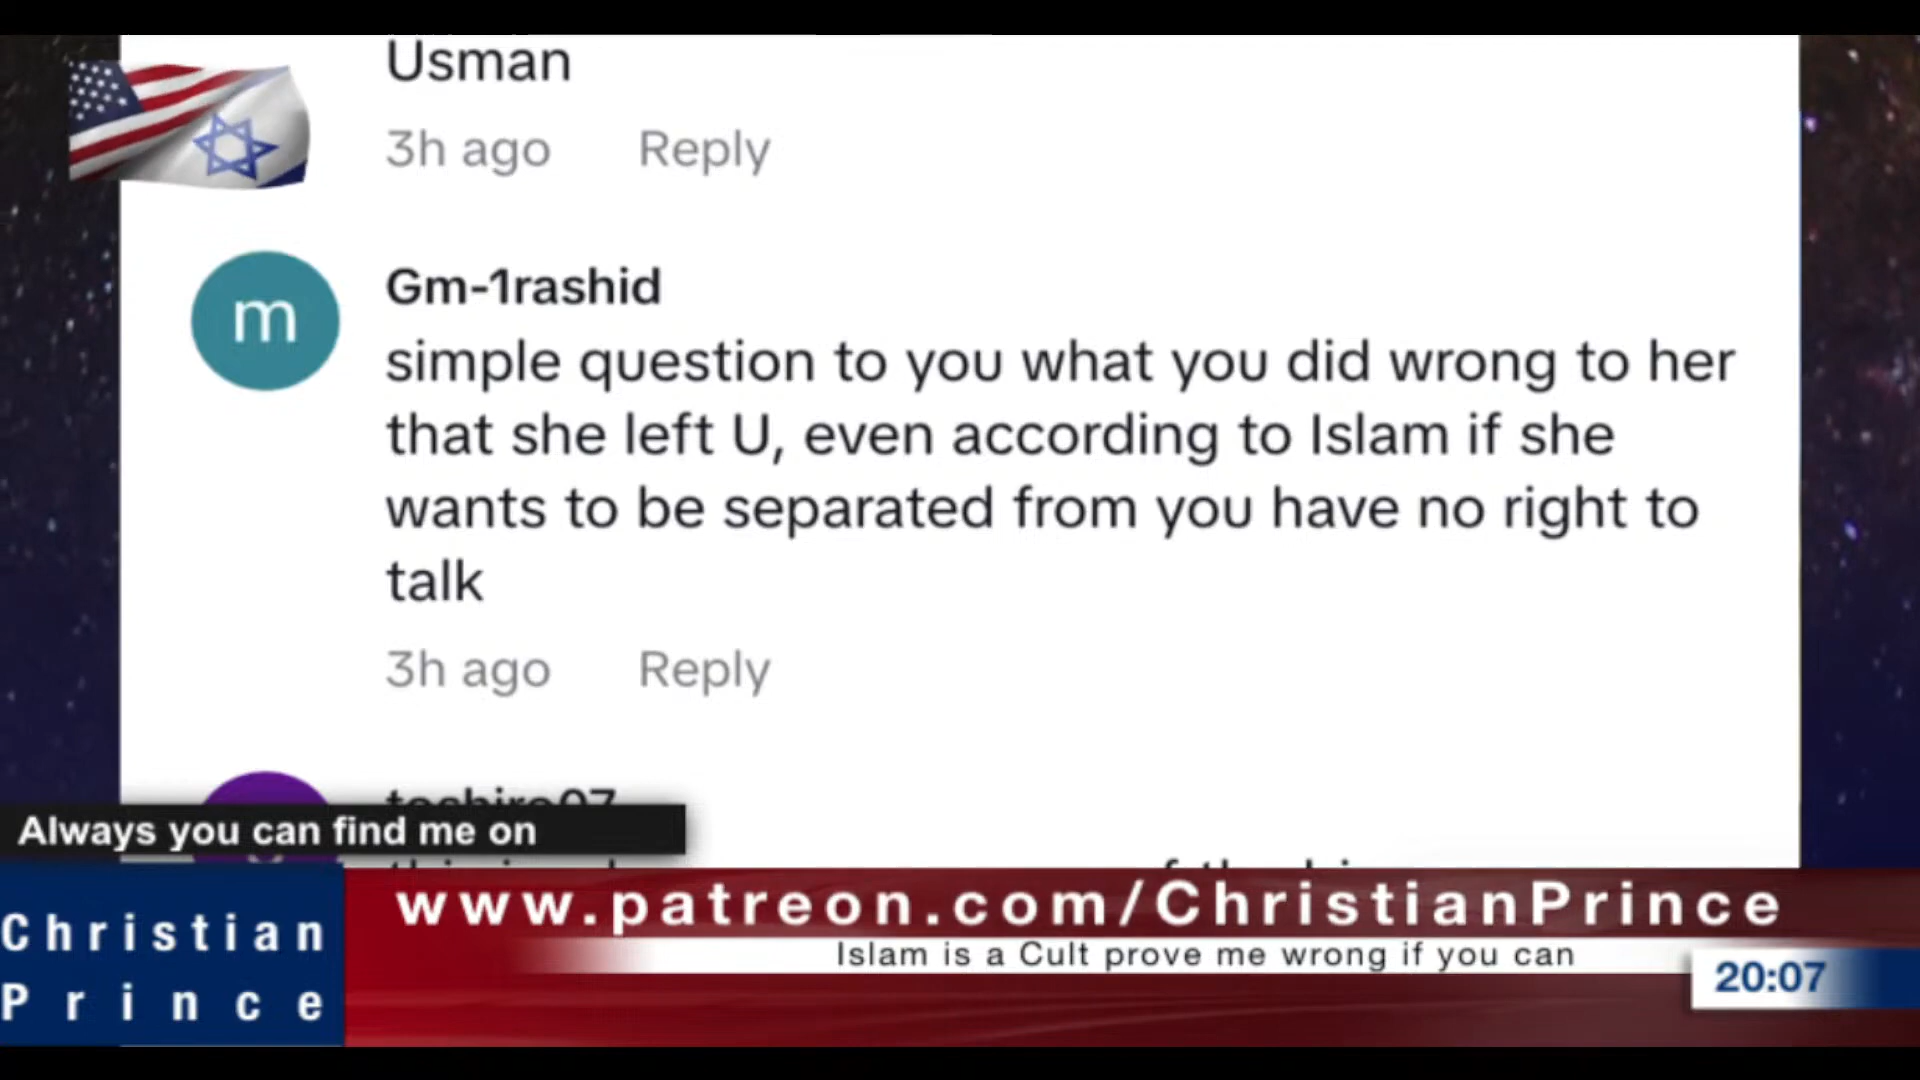 Usman
3h ago Reply
m
Gm-1rashid
simple question to you what you did wrong to her
that she left U, even according to Islam if she
wants to be separated from you have no right to
talk
3h ago Reply
toshiro07
Always you can find me on
Christian
Prince
www.patreon.com/ChristianPrince
Islam is a Cult prove me wrong if you can
20:07